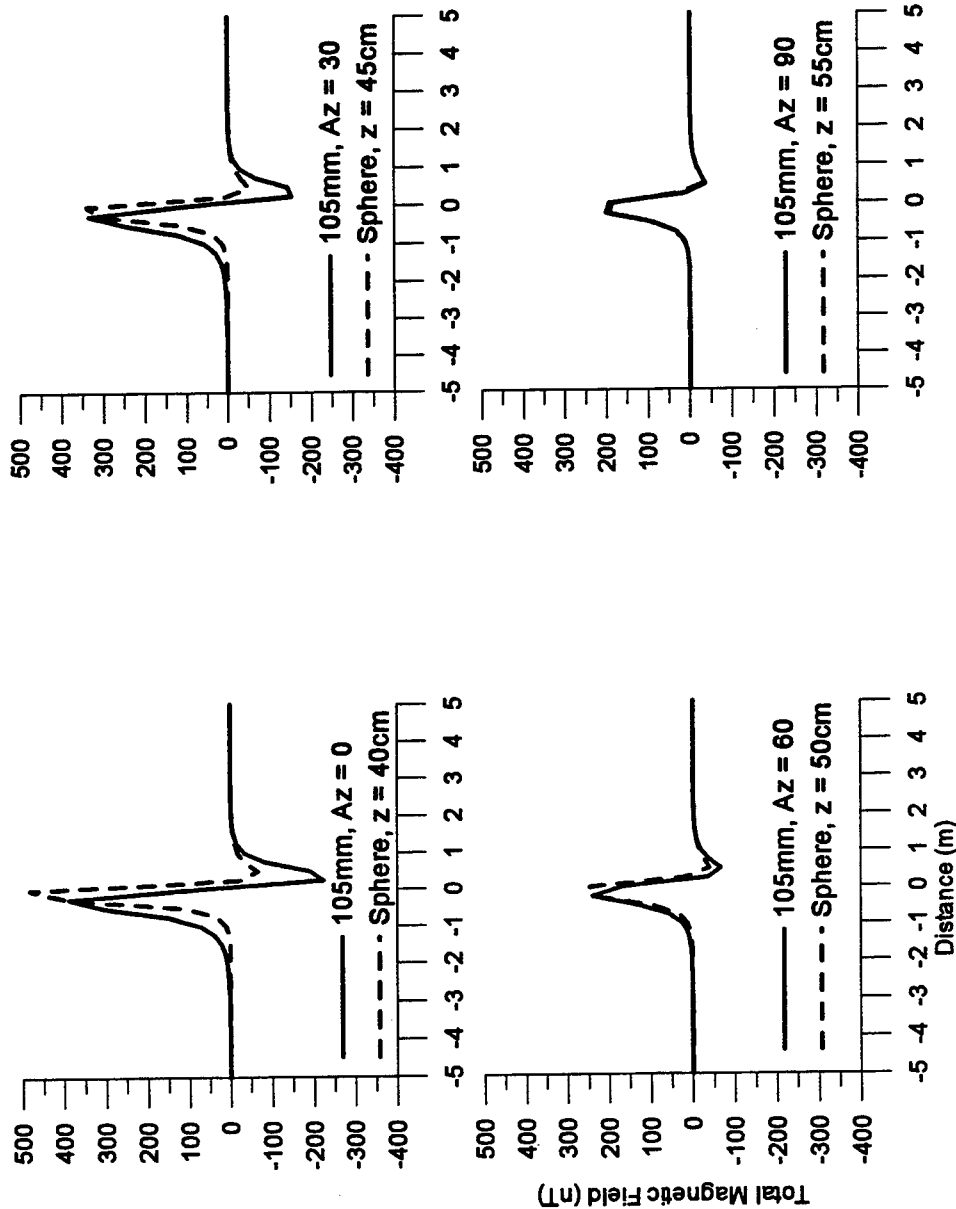 500
400
300
200
100
0
-100
-200
-300
-400
105mm, Az = 0
Sphere, z = 40cm
-5 -4 -3 -2 -1 0 1 2 3 4 5
500
400
300
200
100
0
-100
-200
-300
-400
105mm, Az = 30
Sphere, z = 45cm
-5 -4 -3 -2 -1 0 1 2 3 4 5
Total Magnetic Field (nT)
500
400
300
200
100
0
-100
-200
-300
-400
105mm, Az = 60
Sphere, z = 50cm
-5 -4 -3 -2 -1 0 1 2 3 4 5
Distance (m)
500
400
300
200
100
0
-100
-200
-300
-400
105mm, Az = 90
Sphere, z = 55cm
-5 -4 -3 -2 -1 0 1 2 3 4 5